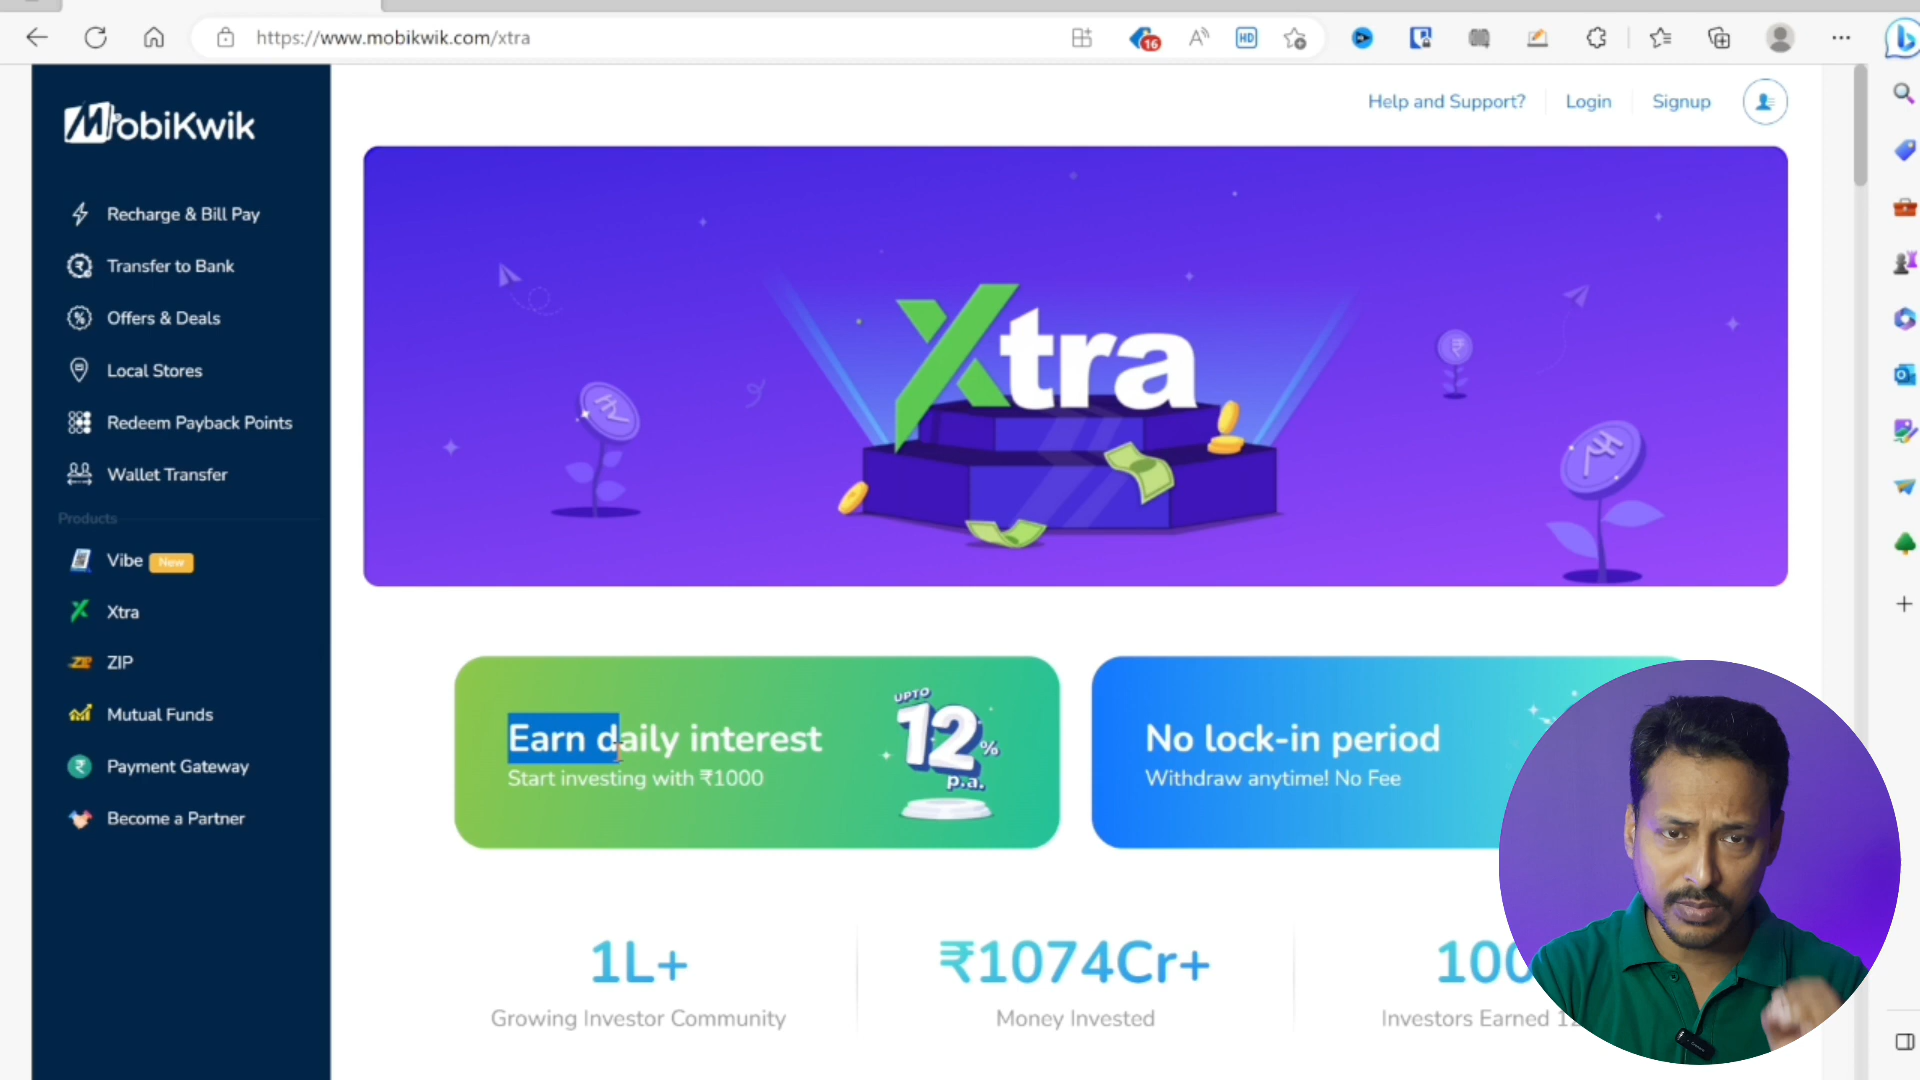 https://www.mobikwik.com/xtra
16
HD
MobiKwik
Help and Support?
Login
Signup
Recharge & Bill Pay
Transfer to Bank
Offers & Deals
Local Stores
Redeem Payback Points
Wallet Transfer
Products
Vibe New
Xtra
ZIP
Mutual Funds
Payment Gateway
Become a Partner
Xtra
Earn daily interest
Start investing with ₹1000
UPTO
12%
p.a.
No lock-in period
Withdraw anytime! No Fee
1L+
Growing Investor Community
₹1074Cr+
Money Invested
100
Investors Earned